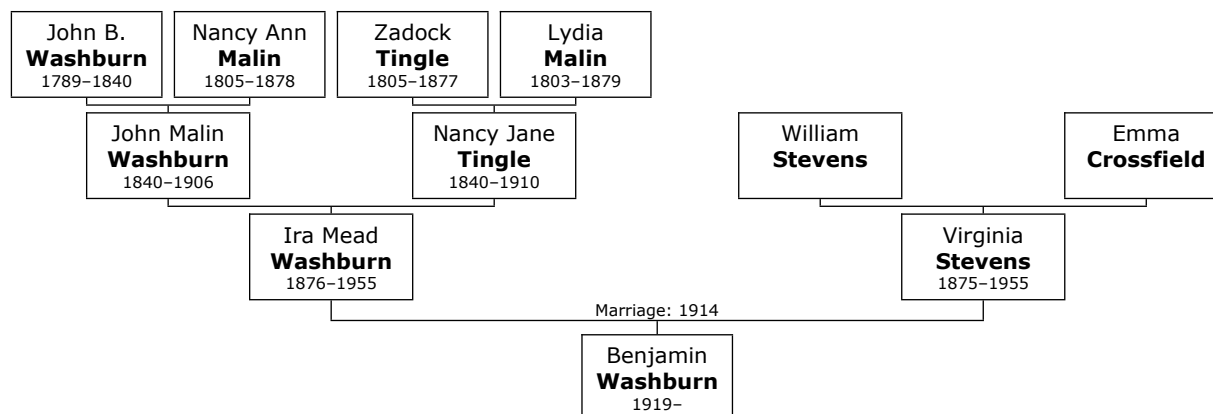 John B.
Washburn
1789–1840
Nancy Ann
Malin
1805–1878
Zadock
Tingle
1805–1877
Lydia
Malin
1803–1879
John Malin
Washburn
1840–1906
Nancy Jane
Tingle
1840–1910
William
Stevens
Emma
Crossfield
Ira Mead
Washburn
1876–1955
Virginia
Stevens
1875–1955
Marriage: 1914
Benjamin
Washburn
1919–